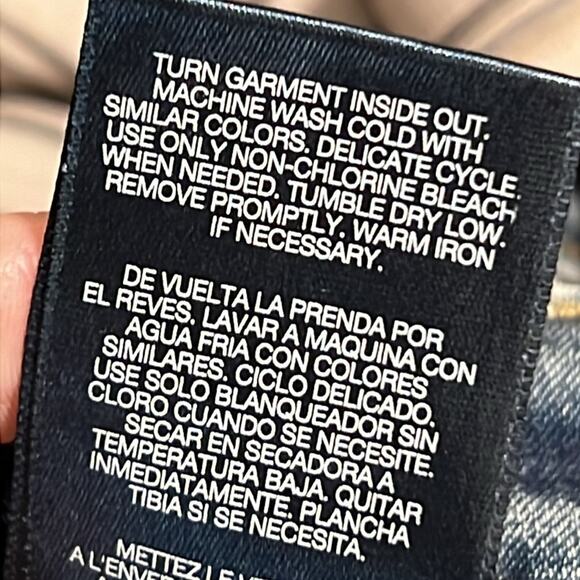 TURN GARMENT INSIDE OUT.
MACHINE WASH COLD WITH
SIMILAR COLORS. DELICATE CYCLE.
USE ONLY NON-CHLORINE BLEACH
WHEN NEEDED. TUMBLE DRY LOW.
REMOVE PROMPTLY. WARM IRON
IF NECESSARY.
DE VUELTA LA PRENDA POR
EL REVES. LAVAR A MAQUINA CON
AGUA FRIA CON COLORES
SIMILARES. CICLO DELICADO.
USE SOLO BLANQUEADOR SIN
CLORO CUANDO SE NECESITE.
SECAR EN SECADORA A
TEMPERATURA BAJA. QUITAR
INMEDIATAMENTE. PLANCHA
TIBIA SI SE NECESITA.
METTEZ LE
A L'ENVER